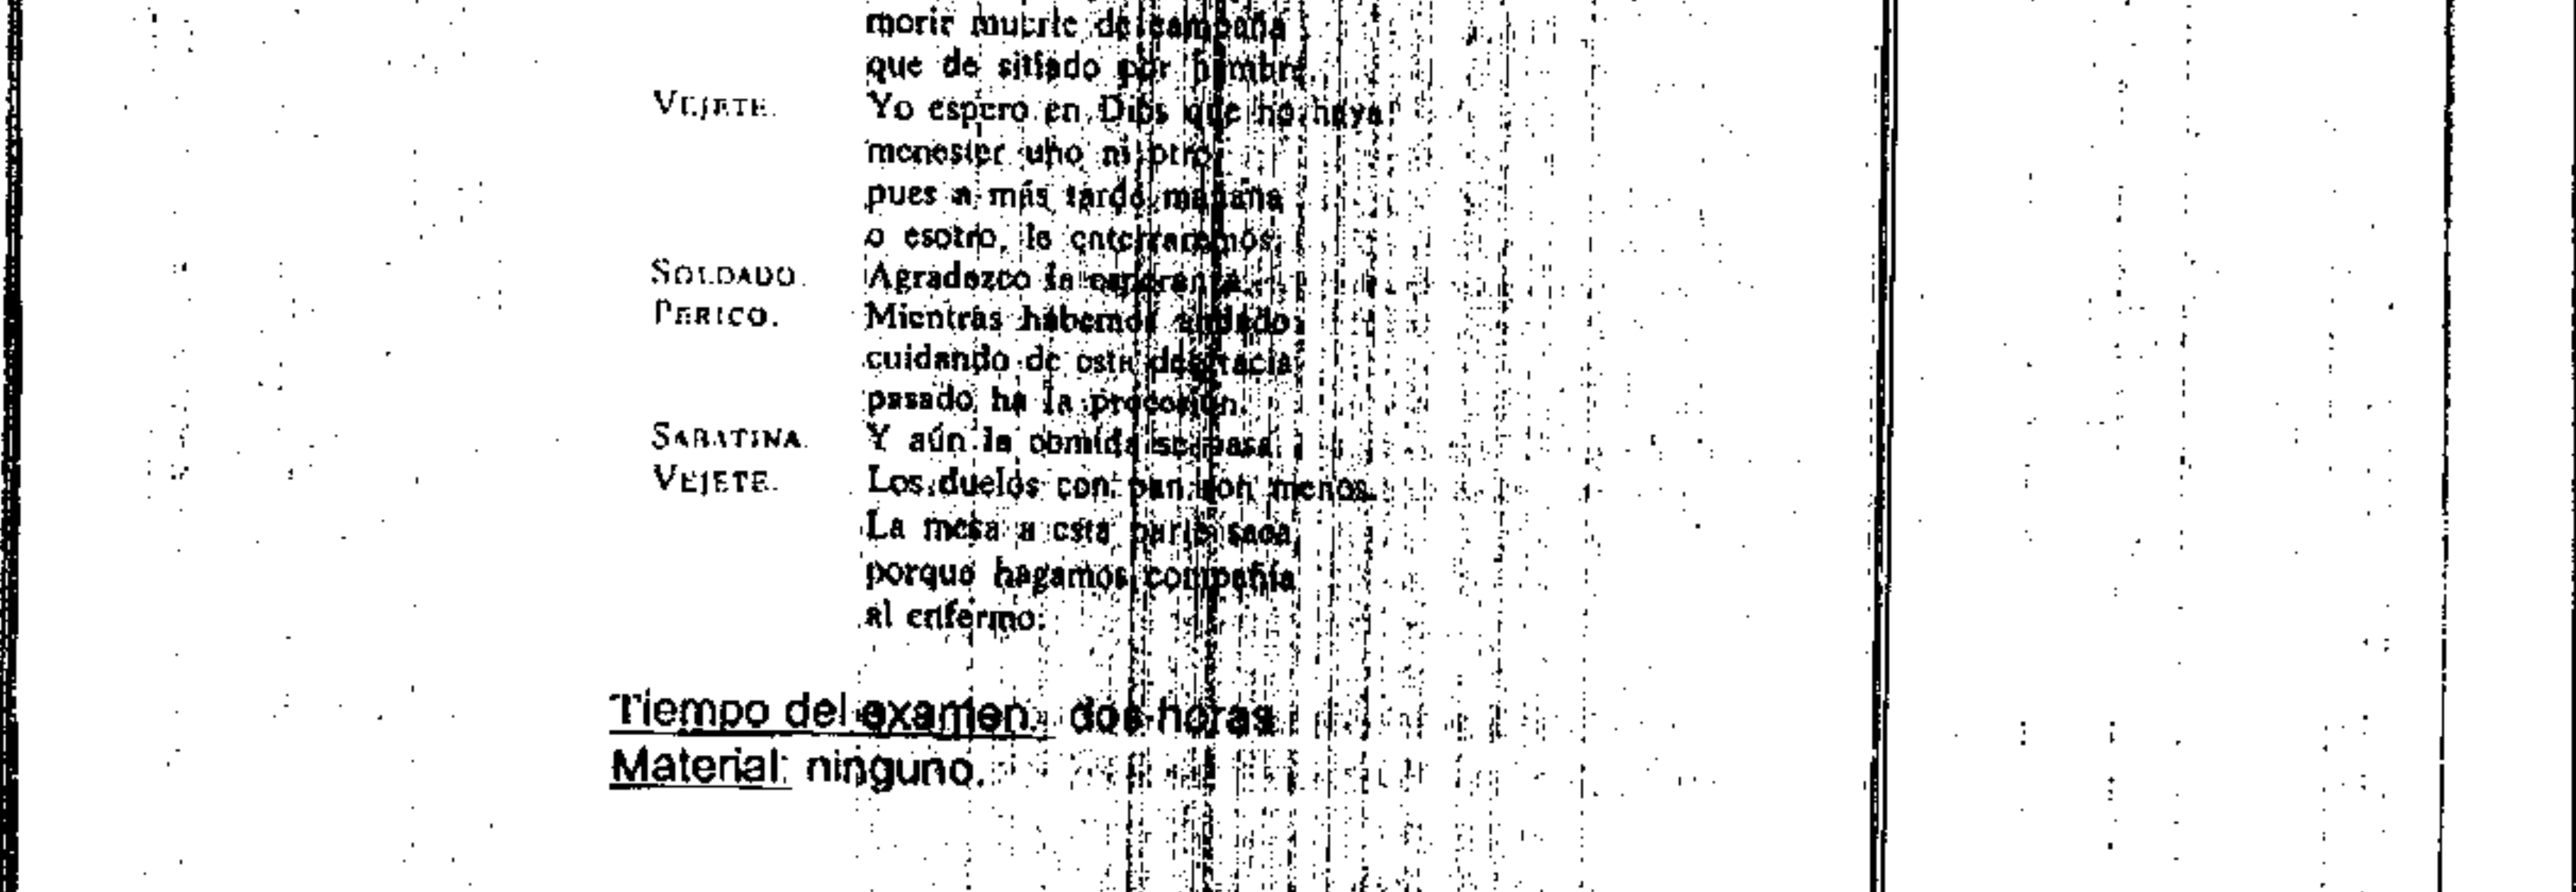 morir muerte de campaña
que de sitiado por hambre.
VEJETE. Yo espero en Dios que no haya
menester uno ni otro,
pues a más tarde mañana
o esotro, le enterraremos.
SOLDADO. Agradezco la esperanza.
PERICO. Mientras habemos andado
cuidando de esta desgracia
pasado ha la procesión.
SABATINA. Y aún la comida se pasa.
VEJETE. Los duelos con pan son menos.
La mesa a esta parte saca,
porque hagamos compañía
al enfermo.
Tiempo del examen: dos horas
Material: ninguno.